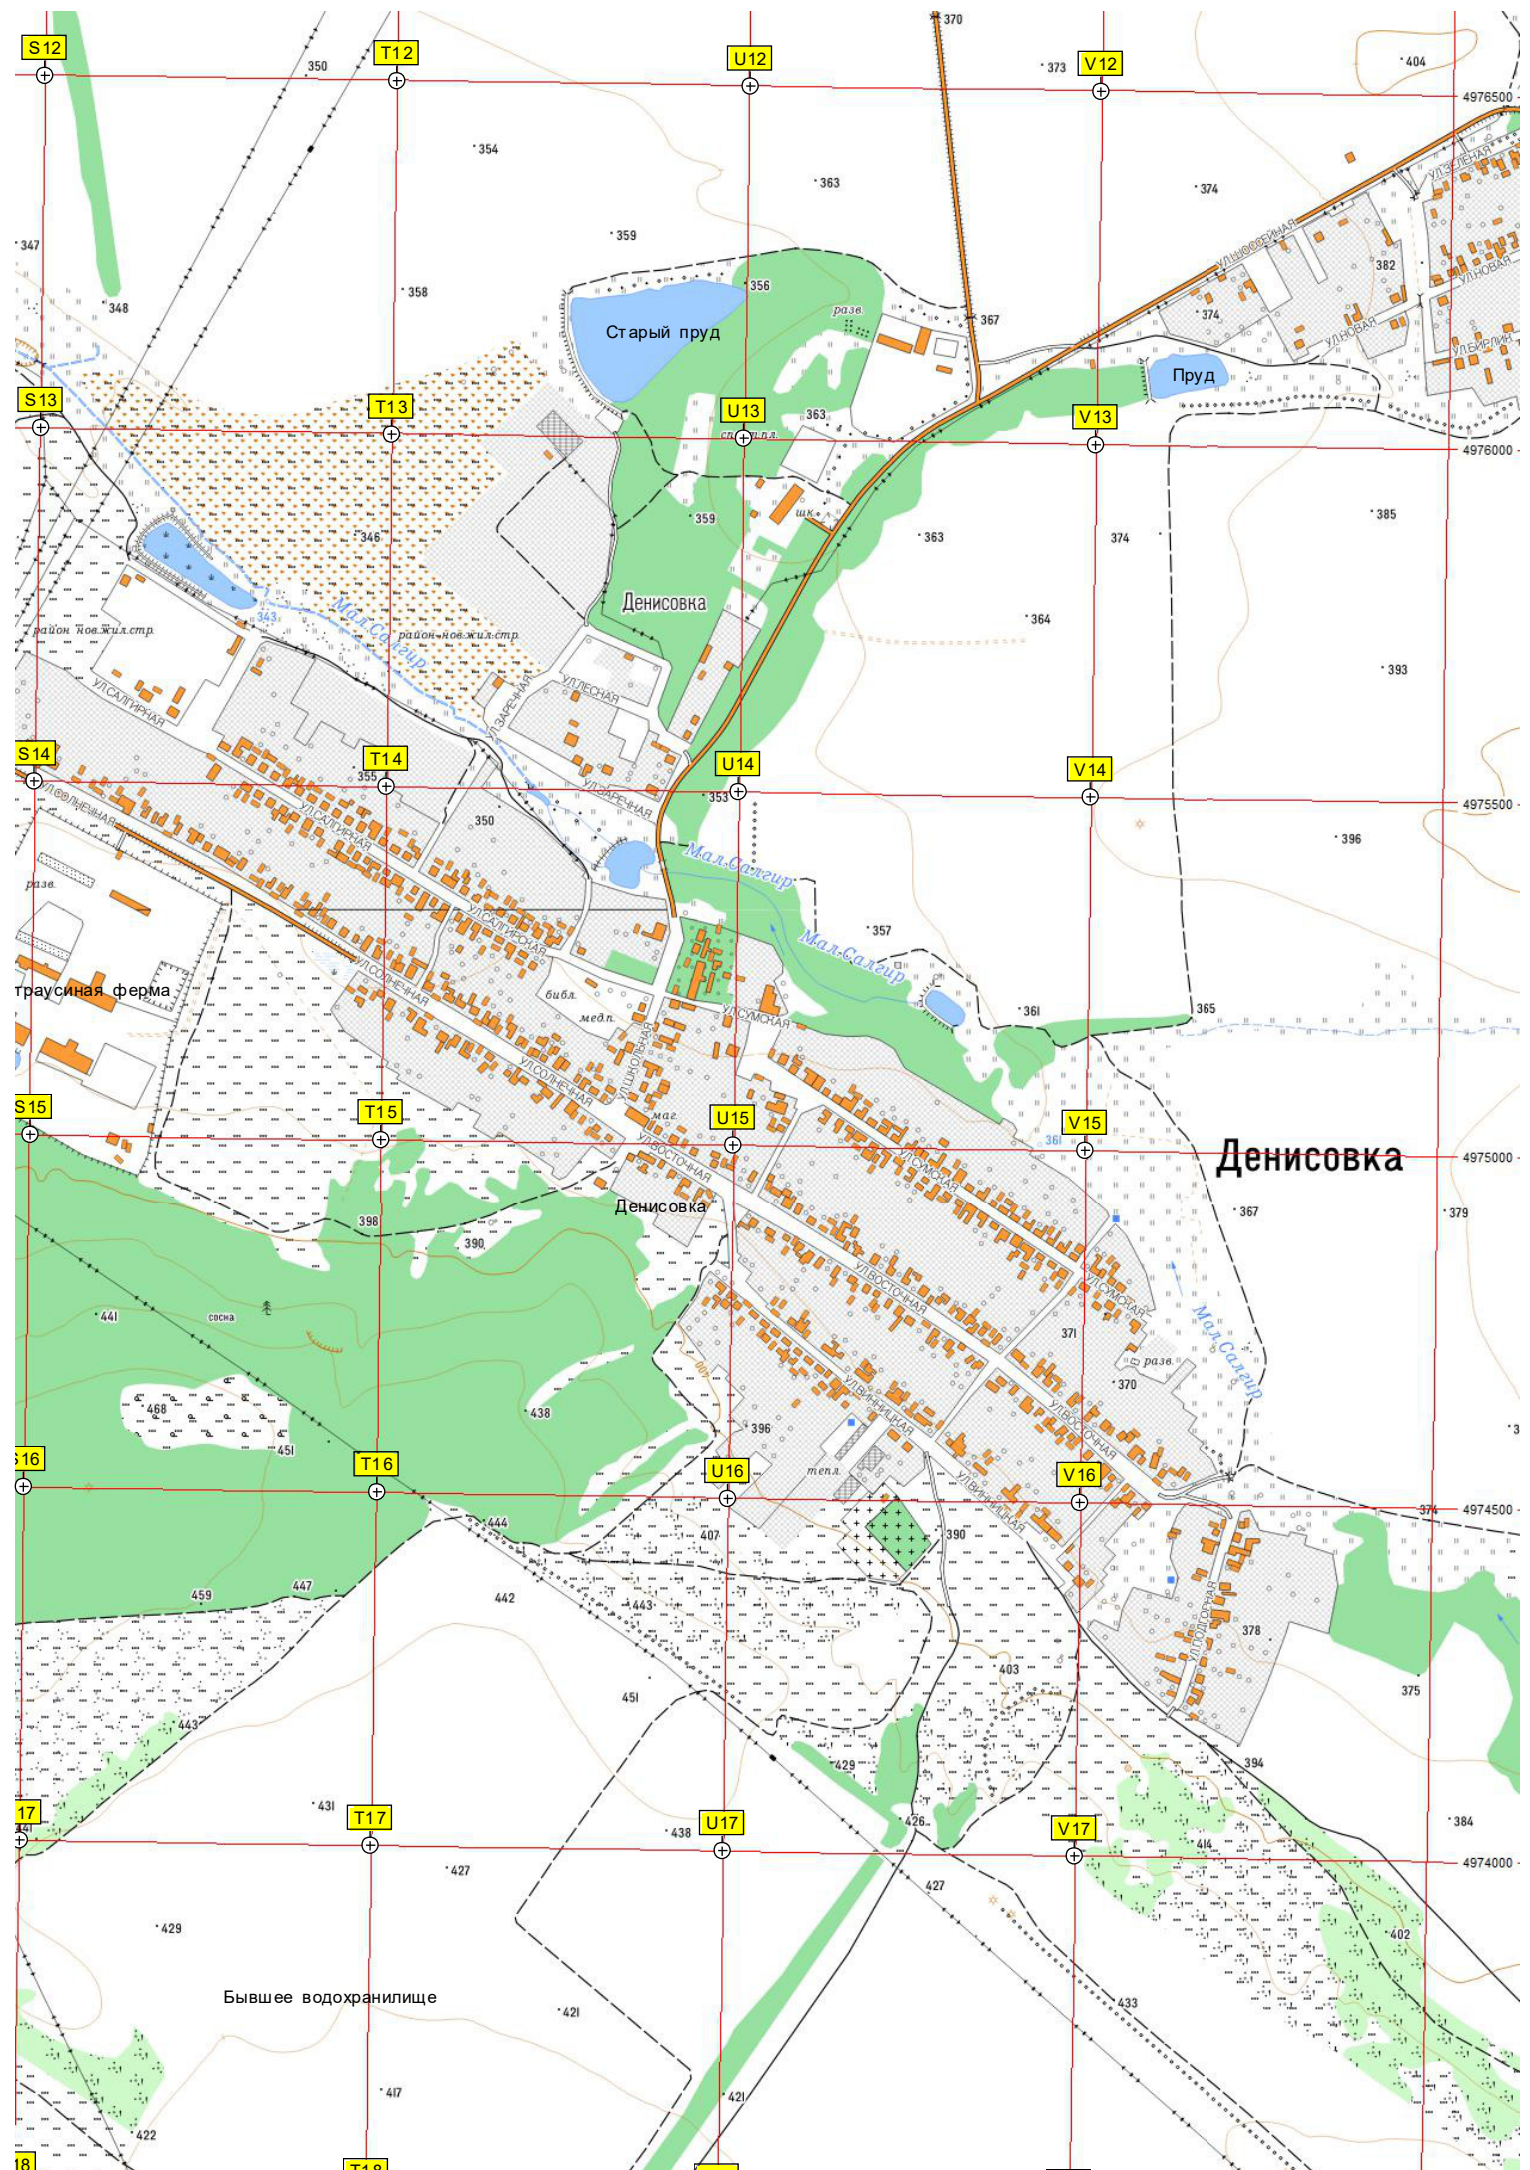 370
S12
T12
U12
V12
350
373
404
4976500
354
363
374
УЛ.ЗЕЛЕНАЯ
347
359
УЛ.ШОССЕЙНАЯ
382
УЛ.НОВАЯ
348
358
356
разв.
367
374
УЛ.НОВАЯ
Старый пруд
Пруд
S13
T13
U13
363
V13
4976000
346
359
шк.
363
374
385
343
Мал.Салгир
Денисовка
364
район нов.жил.стр.
район нов.жил.стр.
393
УЛ.САЛГИРНАЯ
УЛ.ЗАРЕЧНАЯ
УЛ.ЛЕСНАЯ
S14
T14
U14
V14
355
353
4975500
УЛ.СОЛНЕЧНАЯ
УЛ.САЛГИРНАЯ
350
УЛ.ЗАРЕЧНАЯ
396
Мал.Салгир
разв.
УЛ.САЛГИРСКАЯ
357
Мал.Салгир
УЛ.СОЛНЕЧНАЯ
траусиная ферма
библ.
мед.п.
УЛ.СУМСКАЯ
361
365
УЛ.ШКОЛЬНАЯ
УЛ.СОЛНЕЧНАЯ
S15
T15
маг.
U15
V15
361
Денисовка
4975000
УЛ.ВОСТОЧНАЯ
УЛ.СУМСКАЯ
398
Денисовка
367
379
390
441
сосна
УЛ.ВОСТОЧНАЯ
УЛ.СУМСКАЯ
371
Мал.Салгир
400
разв.
370
468
438
УЛ.ВИННИЦКАЯ
396
УЛ.ВОСТОЧНАЯ
451
16
T16
U16
тепл.
V16
УЛ.ВИННИЦКАЯ
374
4974500
444
407
390
459
447
442
443
УЛ.ПОДГОРНАЯ
378
403
451
375
443
429
394
17
441
431
T17
438
U17
426
V17
414
384
4974000
427
427
429
402
Бывшее водохранилище
421
433
417
421
422
18
T18